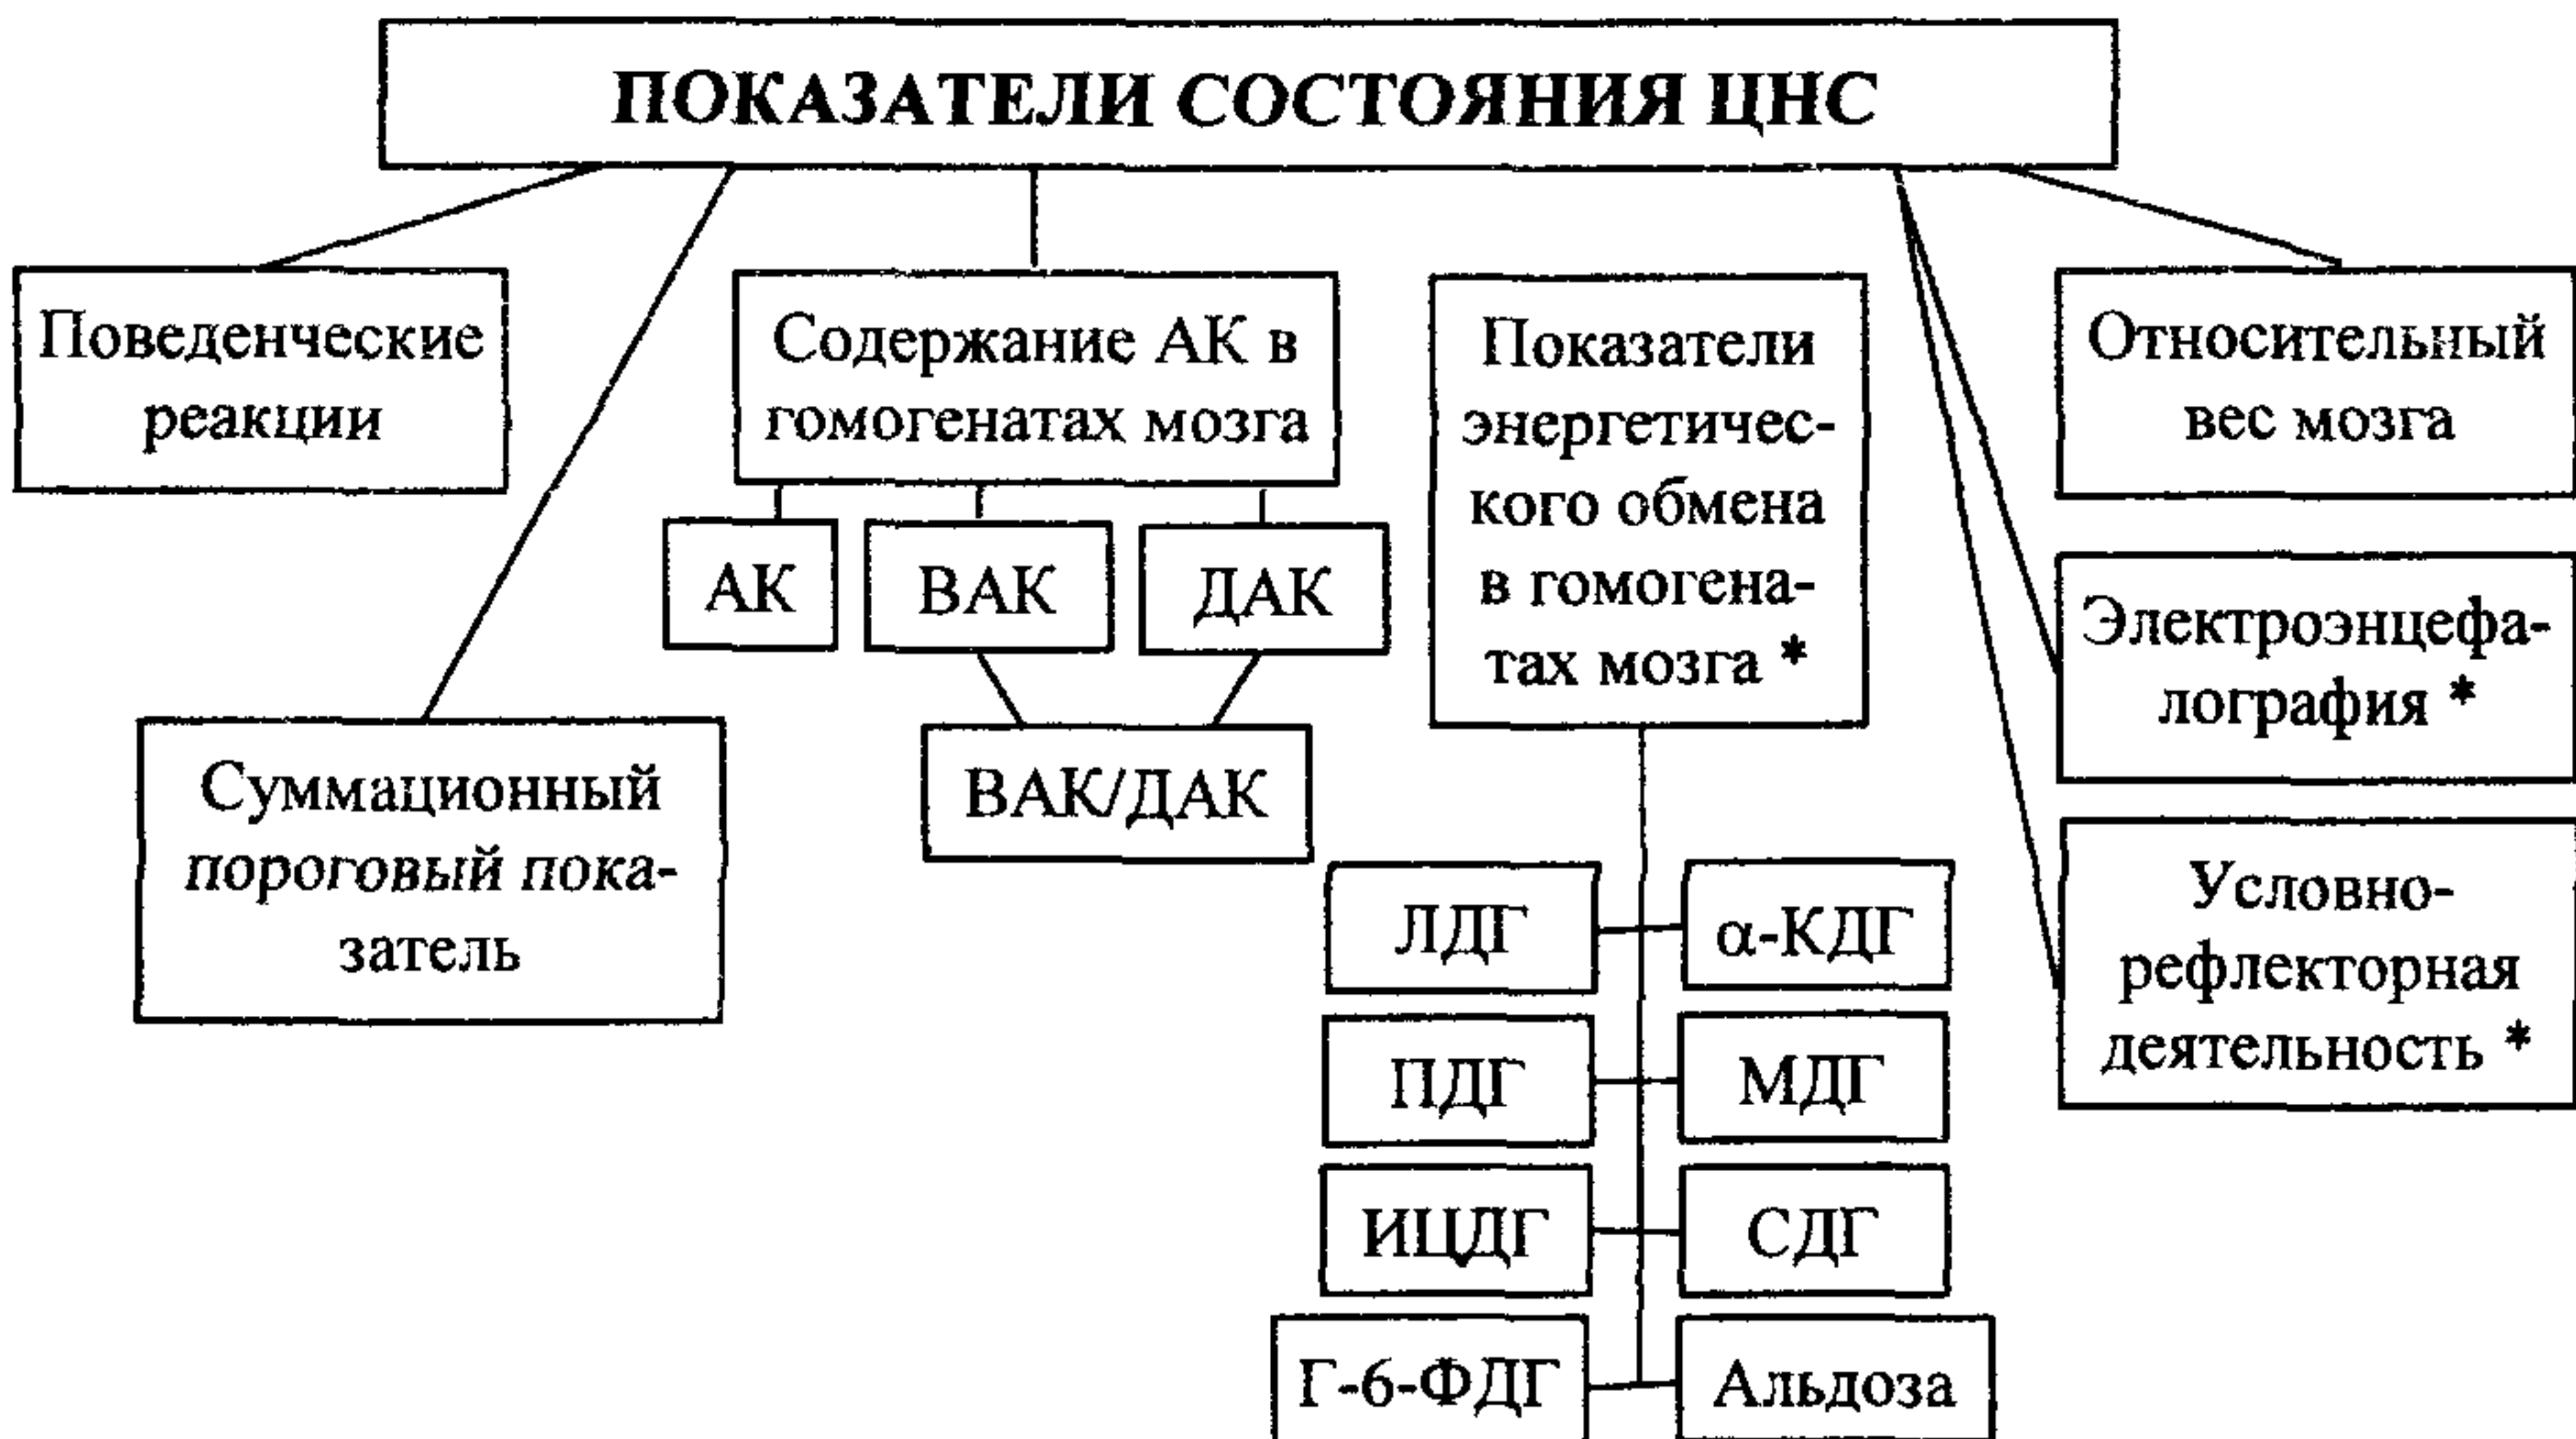 ПОКАЗАТЕЛИ СОСТОЯНИЯ ЦНС
Поведенческие
реакции
Суммационный
пороговый пока-
затель
Содержание АК в
гомогенатах мозга
АК
ВАК
ДАК
ВАК/ДАК
Показатели
энергетичес-
кого обмена
в гомогена-
тах мозга *
ЛДГ
α-КДГ
ПДГ
МДГ
ИЦДГ
СДГ
Г-6-ФДГ
Альдоза
Относительный
вес мозга
Электроэнцефа-
лография *
Условно-
рефлекторная
деятельность *